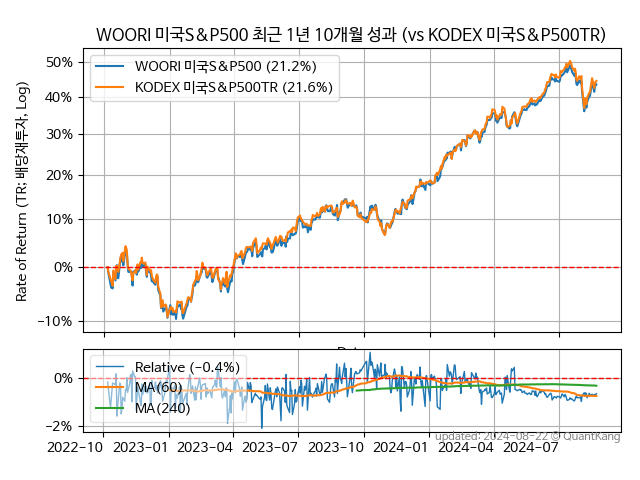 WOORI 미국S&P500 최근 1년 10개월 성과 (vs KODEX 미국S&P500TR)
WOORI 미국S&P500 (21.2%)
KODEX 미국S&P500TR (21.6%)
Rate of Return (TR; 배당재투자, Log)
50%
40%
30%
20%
10%
0%
−10%
Relative (−0.4%)
MA(60)
MA(240)
0%
−2%
2022−10 2023−01 2023−04 2023−07 2023−10 2024−01 2024−04 2024−07
updated: 2024−08−22 © QuantKang